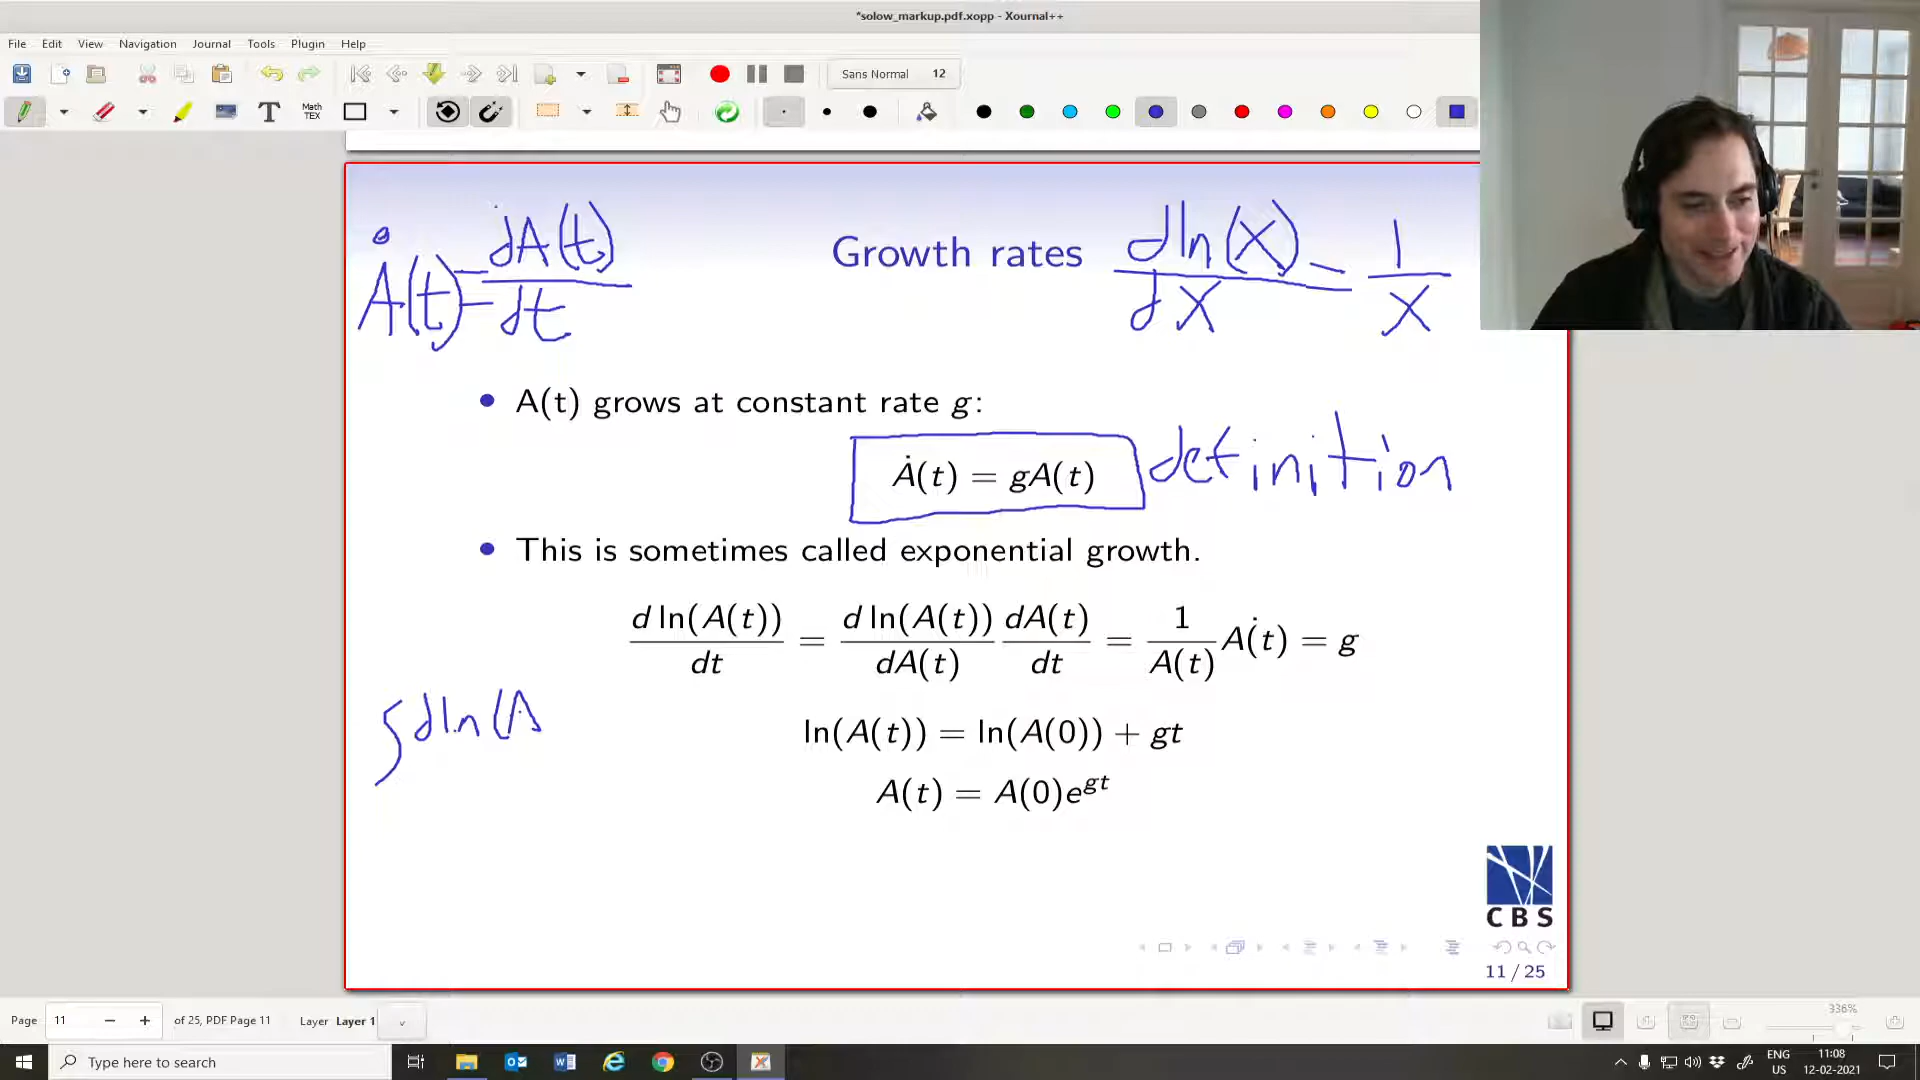 *solow_markup.pdf.xopp - Xournal++
File Edit View Navigation Journal Tools Plugin Help
Sans Normal 12
T Math TEX
Ȧ(t) = dA(t)/dt
Growth rates
dln(X)/dX = 1/X
• A(t) grows at constant rate g:
Ȧ(t) = gA(t)
definition
• This is sometimes called exponential growth.
d ln(A(t))/dt = d ln(A(t))/dA(t) dA(t)/dt = 1/A(t) Ȧ(t) = g
∫dln(A
ln(A(t)) = ln(A(0)) + gt
A(t) = A(0)e^{gt}
CBS
11 / 25
Page 11 − + of 25, PDF Page 11 Layer Layer 1
336%
Type here to search
ENG US
11:08
12-02-2021